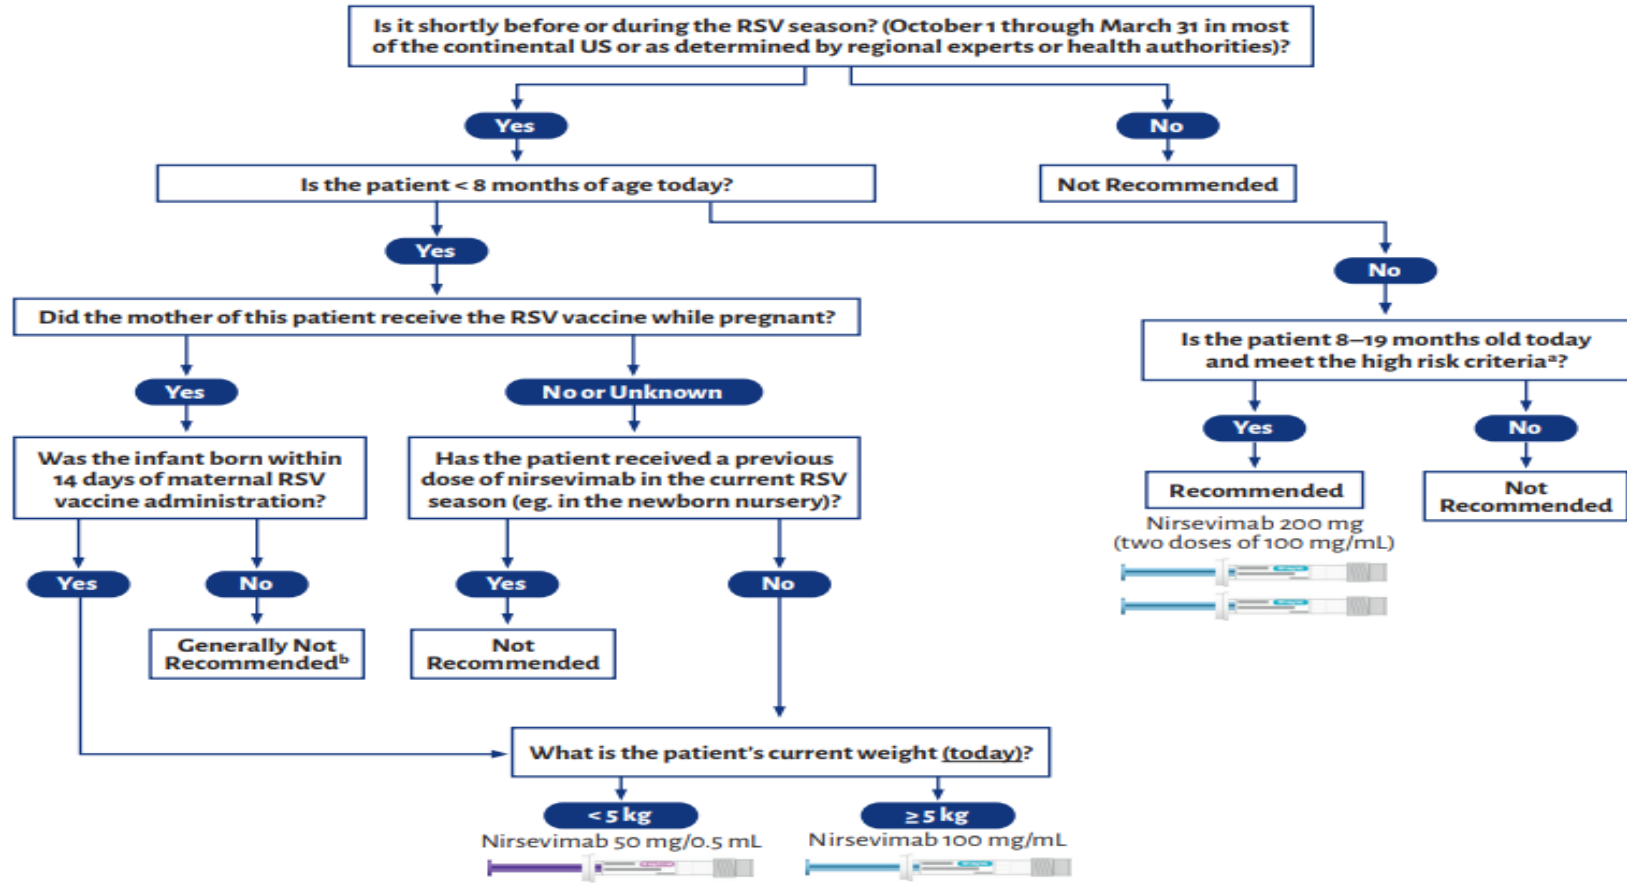 Is it shortly before or during the RSV season? (October 1 through March 31 in most
of the continental US or as determined by regional experts or health authorities)?
Yes
No
Is the patient < 8 months of age today?
Not Recommended
Yes
No
Did the mother of this patient receive the RSV vaccine while pregnant?
Is the patient 8–19 months old today
and meet the high risk criteriaᵃ?
Yes
No or Unknown
Yes
No
Was the infant born within
14 days of maternal RSV
vaccine administration?
Has the patient received a previous
dose of nirsevimab in the current RSV
season (eg. in the newborn nursery)?
Recommended
Nirsevimab 200 mg
(two doses of 100 mg/mL)
Not
Recommended
Yes
No
Yes
No
Generally Not
Recommendedᵇ
Not
Recommended
What is the patient's current weight (today)?
< 5 kg
≥ 5 kg
Nirsevimab 50 mg/0.5 mL
Nirsevimab 100 mg/mL